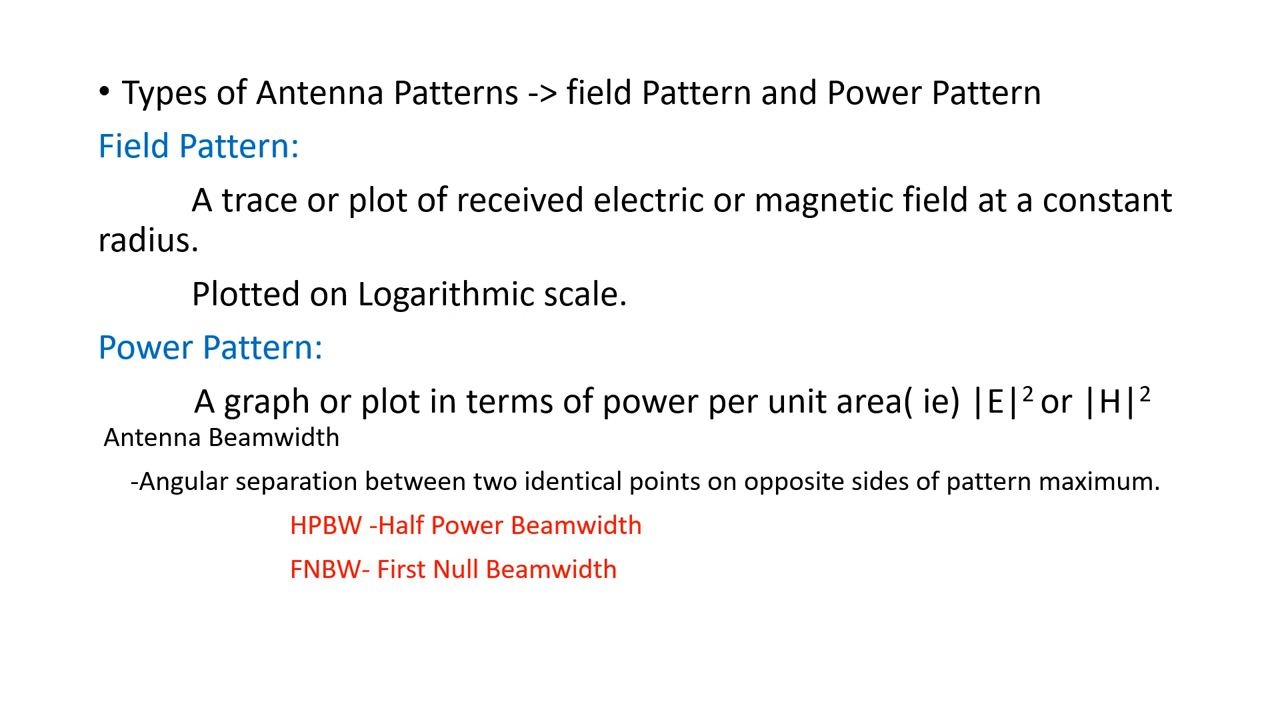 • Types of Antenna Patterns -> field Pattern and Power Pattern
Field Pattern:
A trace or plot of received electric or magnetic field at a constant
radius.
Plotted on Logarithmic scale.
Power Pattern:
A graph or plot in terms of power per unit area( ie) |E|² or |H|²
Antenna Beamwidth
-Angular separation between two identical points on opposite sides of pattern maximum.
HPBW -Half Power Beamwidth
FNBW- First Null Beamwidth